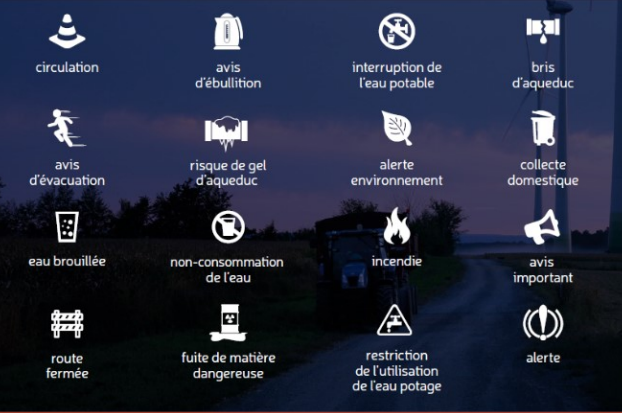 circulation
avis
d'ébullition
interruption de
l'eau potable
bris
d'aqueduc
avis
d'évacuation
risque de gel
d'aqueduc
alerte
environnement
collecte
domestique
eau brouillée
non-consommation
de l'eau
incendie
avis
important
route
fermée
fuite de matière
dangereuse
restriction
de l'utilisation
de l'eau potage
alerte